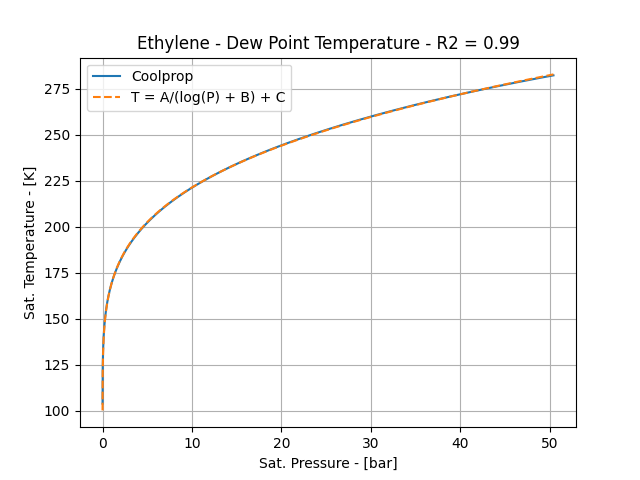 Ethylene - Dew Point Temperature - R2 = 0.99
Coolprop
T = A/(log(P) + B) + C
Sat. Temperature - [K]
275
250
225
200
175
150
125
100
0 10 20 30 40 50
Sat. Pressure - [bar]